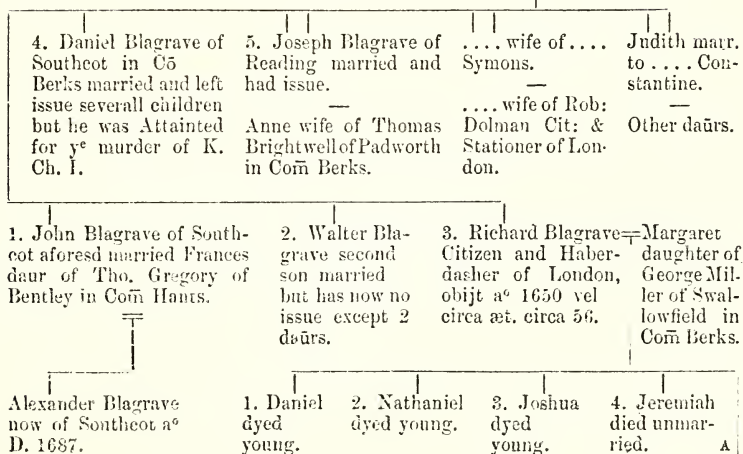 4. Daniel Blagrave of
Southcot in Cō
Berks married and left
issue severall children
but he was Attainted
for yᵉ murder of K.
Ch. I.
5. Joseph Blagrave of
Reading married and
had issue.
—
Anne wife of Thomas
Brightwell of Padworth
in Com̄ Berks.
. . . . wife of . . . .
Symons.
—
. . . . wife of Rob:
Dolman Cit: &
Stationer of Lon-
don.
Judith marr.
to . . . . Con-
stantine.
—
Other daūrs.
1. John Blagrave of South-
cot aforesd married Frances
daur of Tho. Gregory of
Bentley in Com̄ Hants.
2. Walter Bla-
grave second
son married
but has now no
issue except 2
daūrs.
3. Richard Blagrave
Citizen and Haber-
dasher of London,
obijt aᵒ 1650 vel
circa æt. circa 56.
Margaret
daughter of
George Mil-
ler of Swal-
lowfield in
Com̄ Berks.
Alexander Blagrave
now of Southcot aᵒ
D. 1687.
1. Daniel
dyed
young.
2. Nathaniel
dyed young.
3. Joshua
dyed
young.
4. Jeremiah
died unmar-
ried.
A